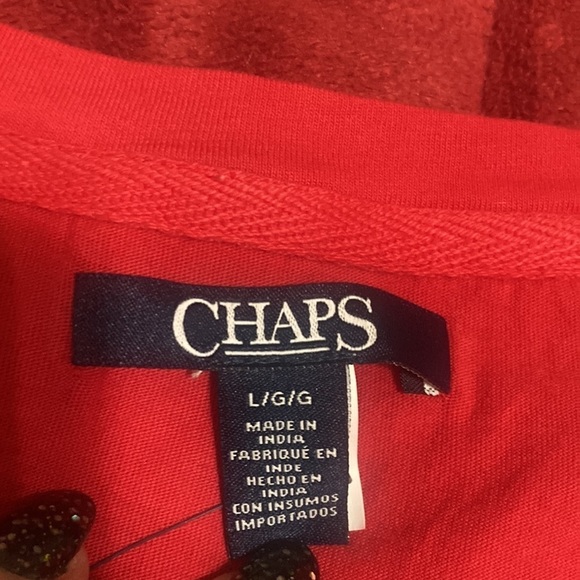 CHAPS
L/G/G
MADE IN
INDIA
FABRIQUÉ EN
INDE
HECHO EN
INDIA
CON INSUMOS
IMPORTADOS